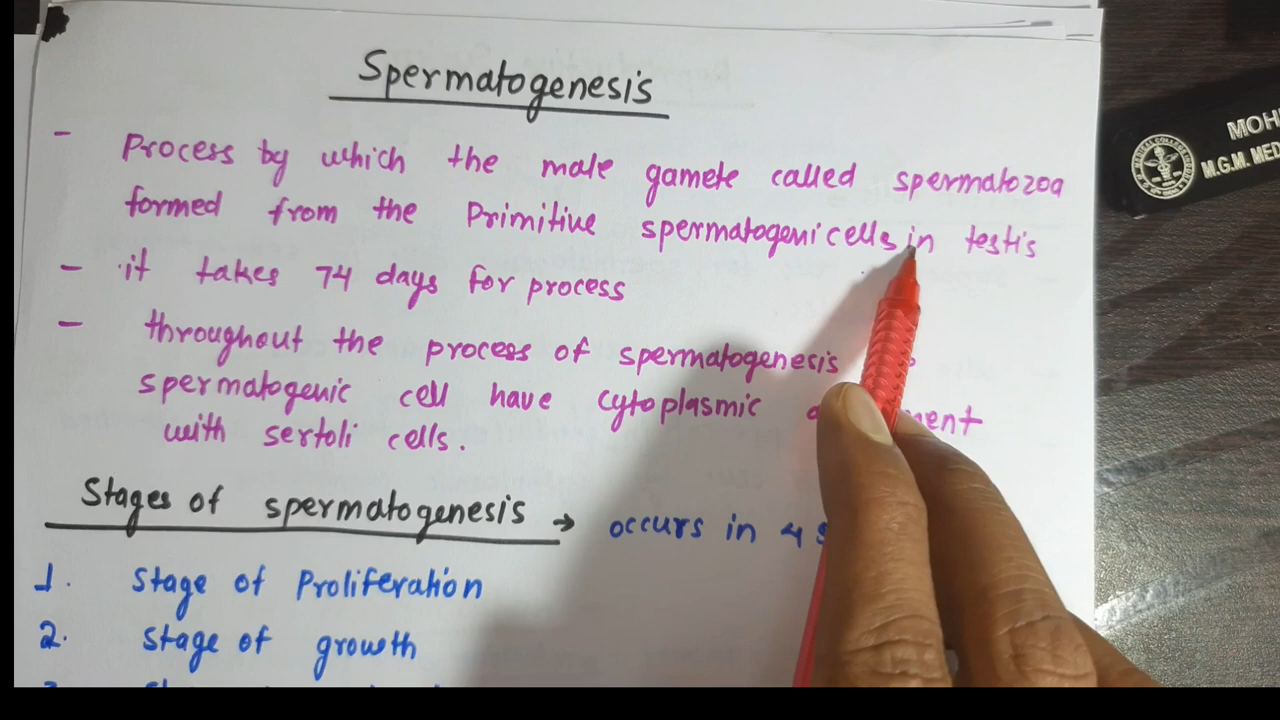 Spermatogenesis
- Process by which the male gamete called spermatozoa
formed from the Primitive spermatogenicells in testis
- it takes 74 days for process
- throughout the process of spermatogenesis
spermatogenic cell have cytoplasmic
with sertoli cells.
Stages of spermatogenesis → occurs in 4
1. Stage of Proliferation
2. Stage of growth
MOH
M.G.M. MED